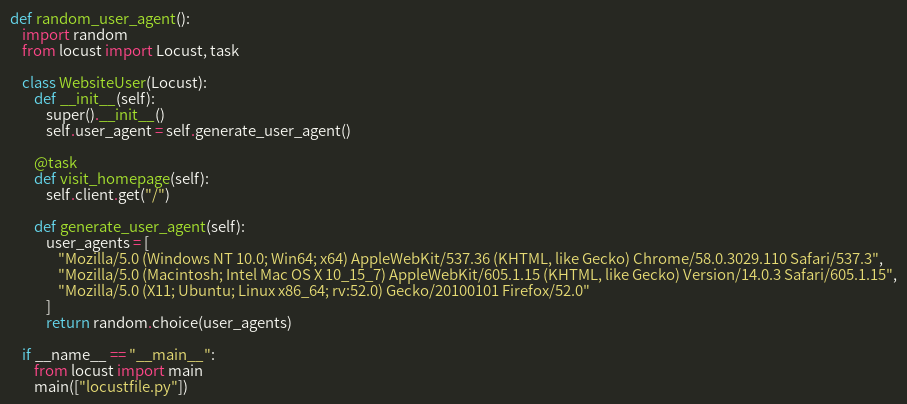 def random_user_agent():
    import random
    from locust import Locust, task

    class WebsiteUser(Locust):
        def __init__(self):
            super().__init__()
            self.user_agent = self.generate_user_agent()

        @task
        def visit_homepage(self):
            self.client.get("/")

        def generate_user_agent(self):
            user_agents = [
                "Mozilla/5.0 (Windows NT 10.0; Win64; x64) AppleWebKit/537.36 (KHTML, like Gecko) Chrome/58.0.3029.110 Safari/537.3",
                "Mozilla/5.0 (Macintosh; Intel Mac OS X 10_15_7) AppleWebKit/605.1.15 (KHTML, like Gecko) Version/14.0.3 Safari/605.1.15",
                "Mozilla/5.0 (X11; Ubuntu; Linux x86_64; rv:52.0) Gecko/20100101 Firefox/52.0"
            ]
            return random.choice(user_agents)

    if __name__ == "__main__":
        from locust import main
        main(["locustfile.py"])